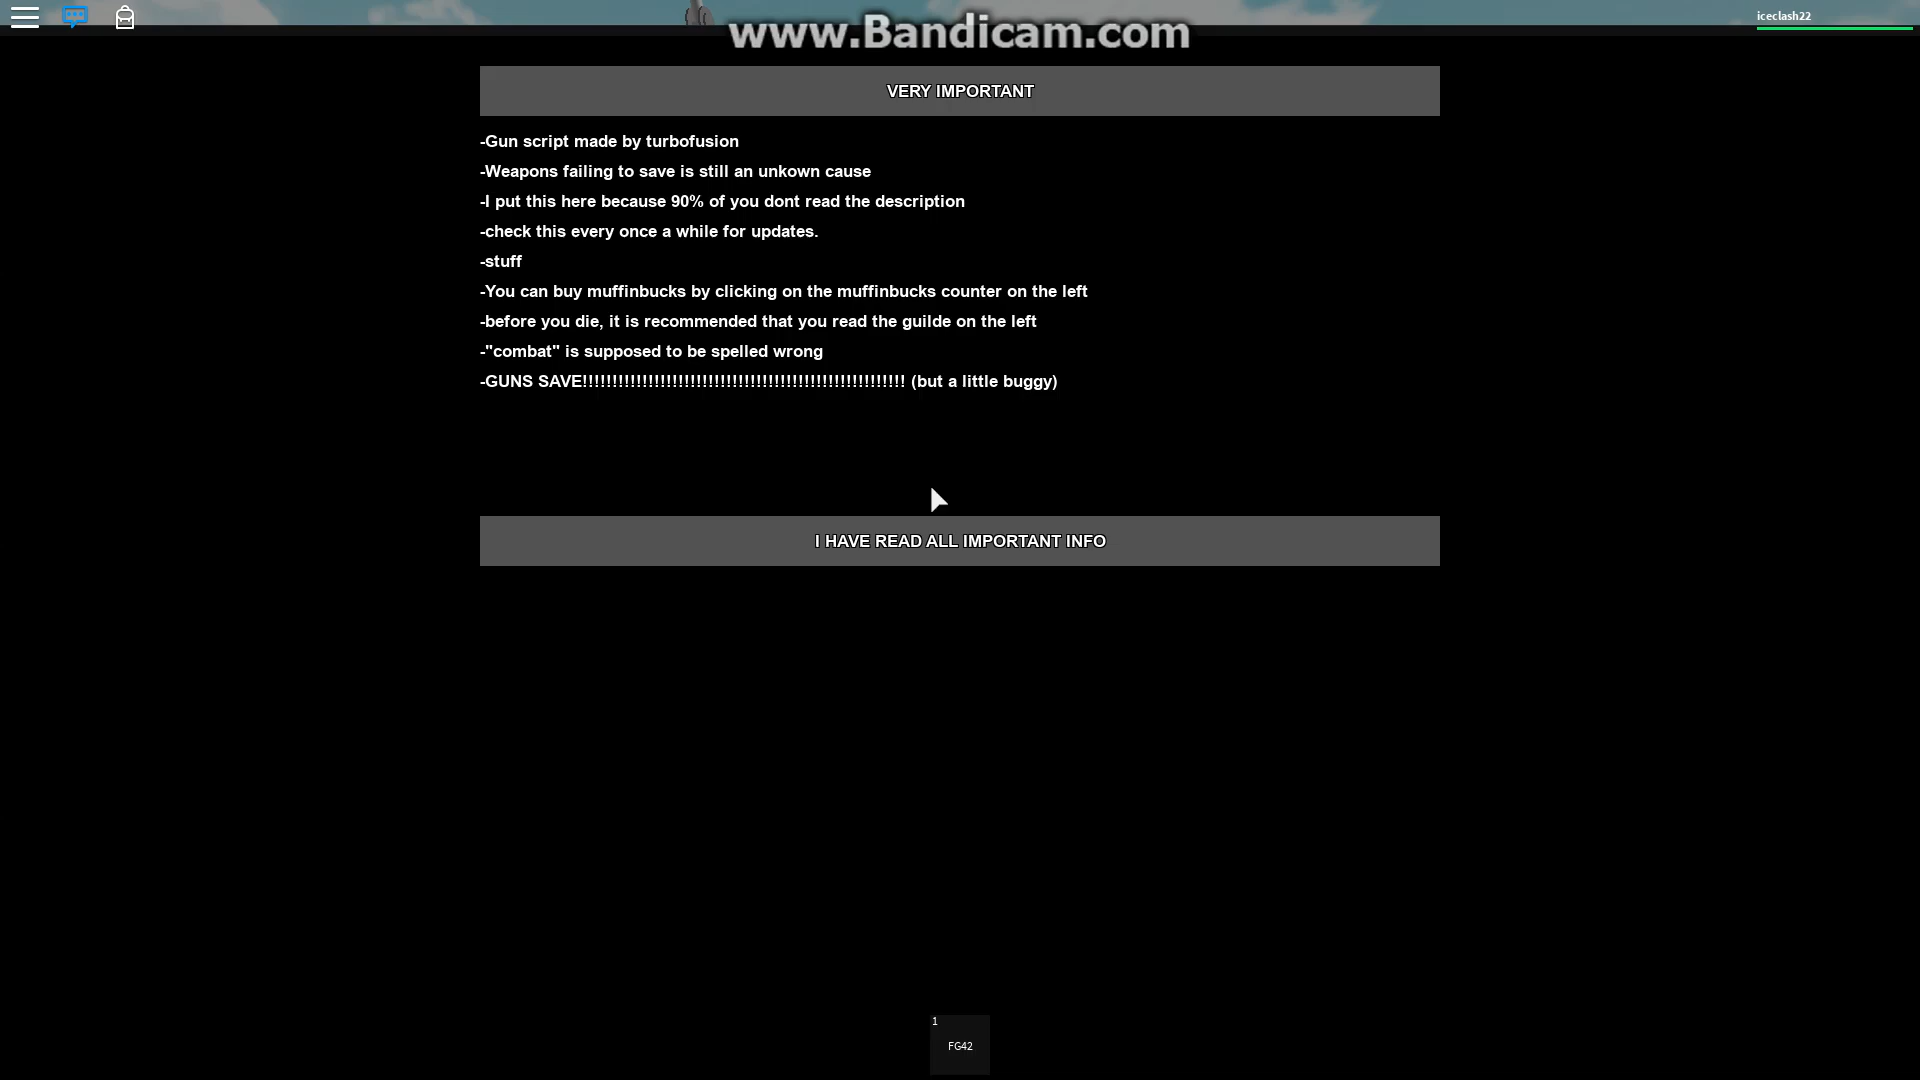 www.Bandicam.com
iceclash22
VERY IMPORTANT
-Gun script made by turbofusion
-Weapons failing to save is still an unkown cause
-I put this here because 90% of you dont read the description
-check this every once a while for updates.
-stuff
-You can buy muffinbucks by clicking on the muffinbucks counter on the left
-before you die, it is recommended that you read the guilde on the left
-"combat" is supposed to be spelled wrong
-GUNS SAVE!!!!!!!!!!!!!!!!!!!!!!!!!!!!!!!!!!!!!!!!!!!!!!!!!!!!!! (but a little buggy)
I HAVE READ ALL IMPORTANT INFO
1
FG42